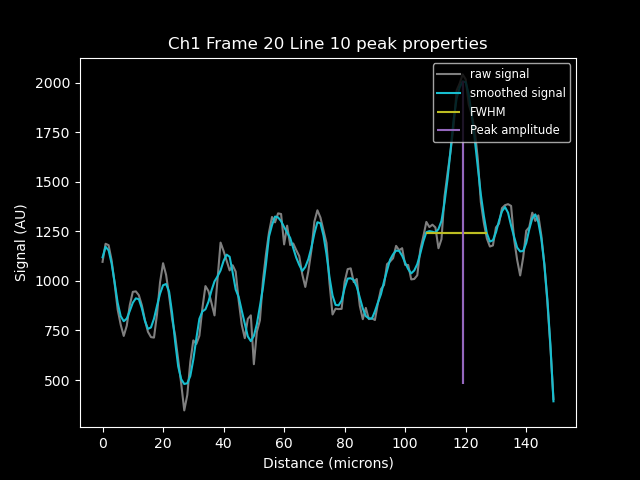 Ch1 Frame 20 Line 10 peak properties
raw signal
smoothed signal
FWHM
Peak amplitude
2000
1750
1500
1250
1000
750
500
Signal (AU)
0 20 40 60 80 100 120 140
Distance (microns)